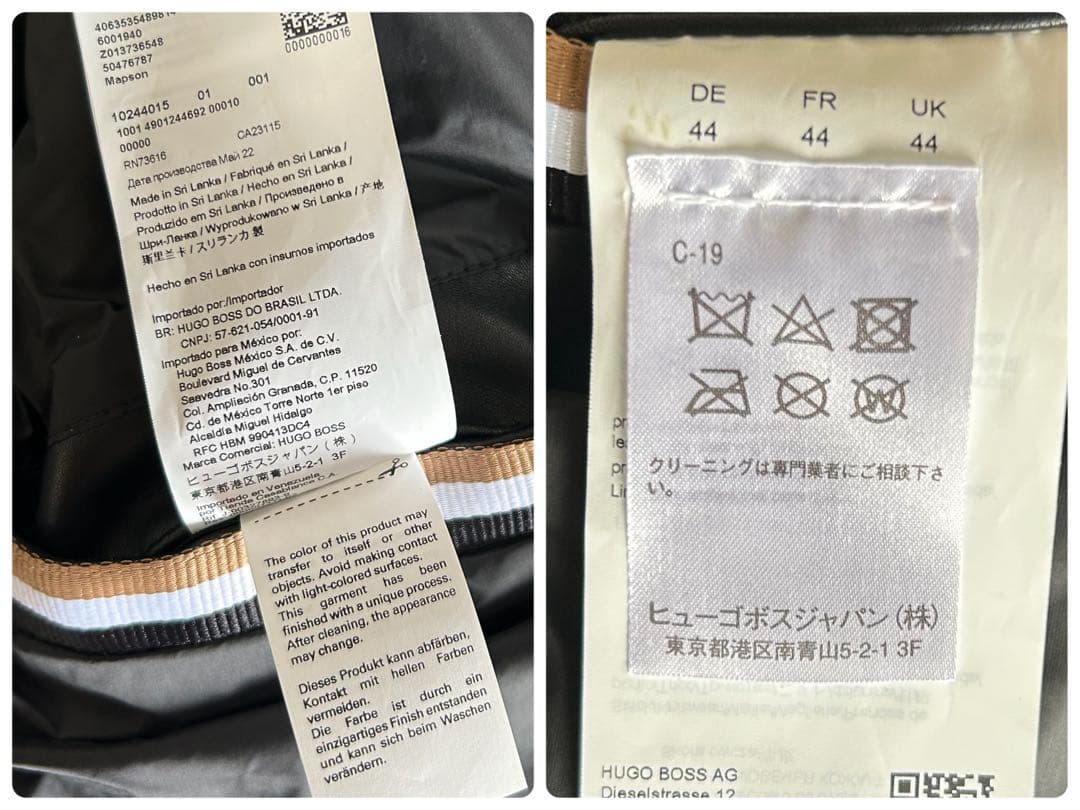 6001940
Z013736548
50476787
Mapson
0000000016
10244015 01 001
1001 4901244692 00010
00000
CA23115
RN73616
Дата производства Май 22
Made in Sri Lanka / Fabriqué en Sri Lanka /
Prodotto in Sri Lanka / Hecho en Sri Lanka /
Produzido em Sri Lanka / Произведено в
Шри-Ланка / Wyprodukowano w Sri Lanka / 产地
斯里兰卡 / スリランカ 製
Hecho en Sri Lanka con insumos importados
Importado por:/Importador
BR: HUGO BOSS DO BRASIL LTDA.
CNPJ: 57-621-054/0001-91
Importado para México por:
Hugo Boss México S.A. de C.V.
Boulevard Miguel de Cervantes
Saavedra No.301
Col. Ampliación Granada, C.P. 11520
Cd. de México Torre Norte 1er piso
Alcaldía Miguel Hidalgo
RFC HBM 990413DC4
Marca Comercial: HUGO BOSS
ヒューゴボスジャパン (株)
東京都港区南青山5-2-1 3F
Importado en Venezuela
por Tienda Casablanca C.A.
The color of this product may
transfer to itself or other
objects. Avoid making contact
with light-colored surfaces.
This garment has been
finished with a unique process.
After cleaning, the appearance
may change.
Dieses Produkt kann abfärben,
Kontakt mit hellen Farben
vermeiden.
Die Farbe ist durch ein
einzigartiges Finish entstanden
und kann sich beim Waschen
verändern.
DE FR UK
44 44 44
C-19
W
クリーニングは専門業者にご相談下さ
い。
ヒューゴボスジャパン (株)
東京都港区南青山5-2-1 3F
HUGO BOSS AG
Dieselstrasse 12